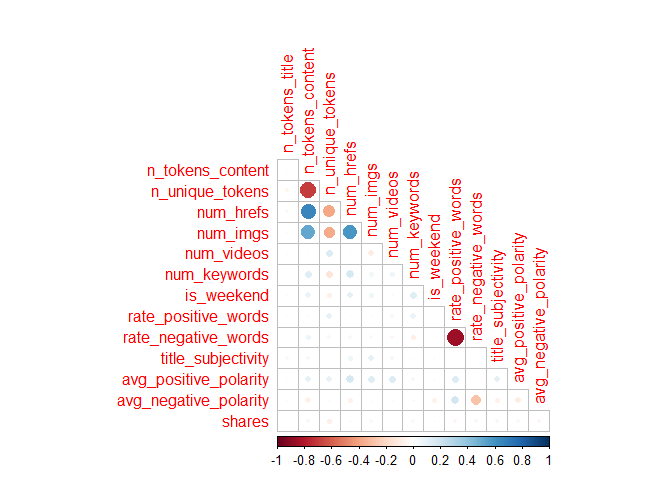 n_tokens_title
n_tokens_content
n_unique_tokens
num_hrefs
num_imgs
num_videos
num_keywords
is_weekend
rate_positive_words
rate_negative_words
title_subjectivity
avg_positive_polarity
avg_negative_polarity
n_tokens_content
n_unique_tokens
num_hrefs
num_imgs
num_videos
num_keywords
is_weekend
rate_positive_words
rate_negative_words
title_subjectivity
avg_positive_polarity
avg_negative_polarity
shares
-1 -0.8 -0.6 -0.4 -0.2 0 0.2 0.4 0.6 0.8 1